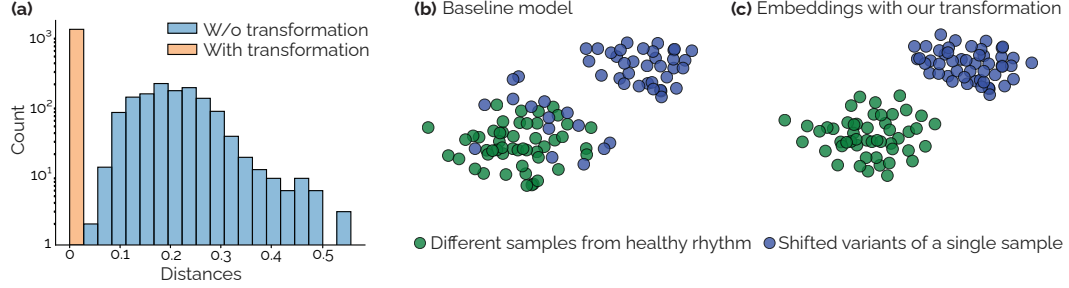 (a)
W/o transformation
With transformation
Count
10³
10²
10¹
1
0 0.1 0.2 0.3 0.4 0.5
Distances
(b) Baseline model
(c) Embeddings with our transformation
Different samples from healthy rhythm
Shifted variants of a single sample